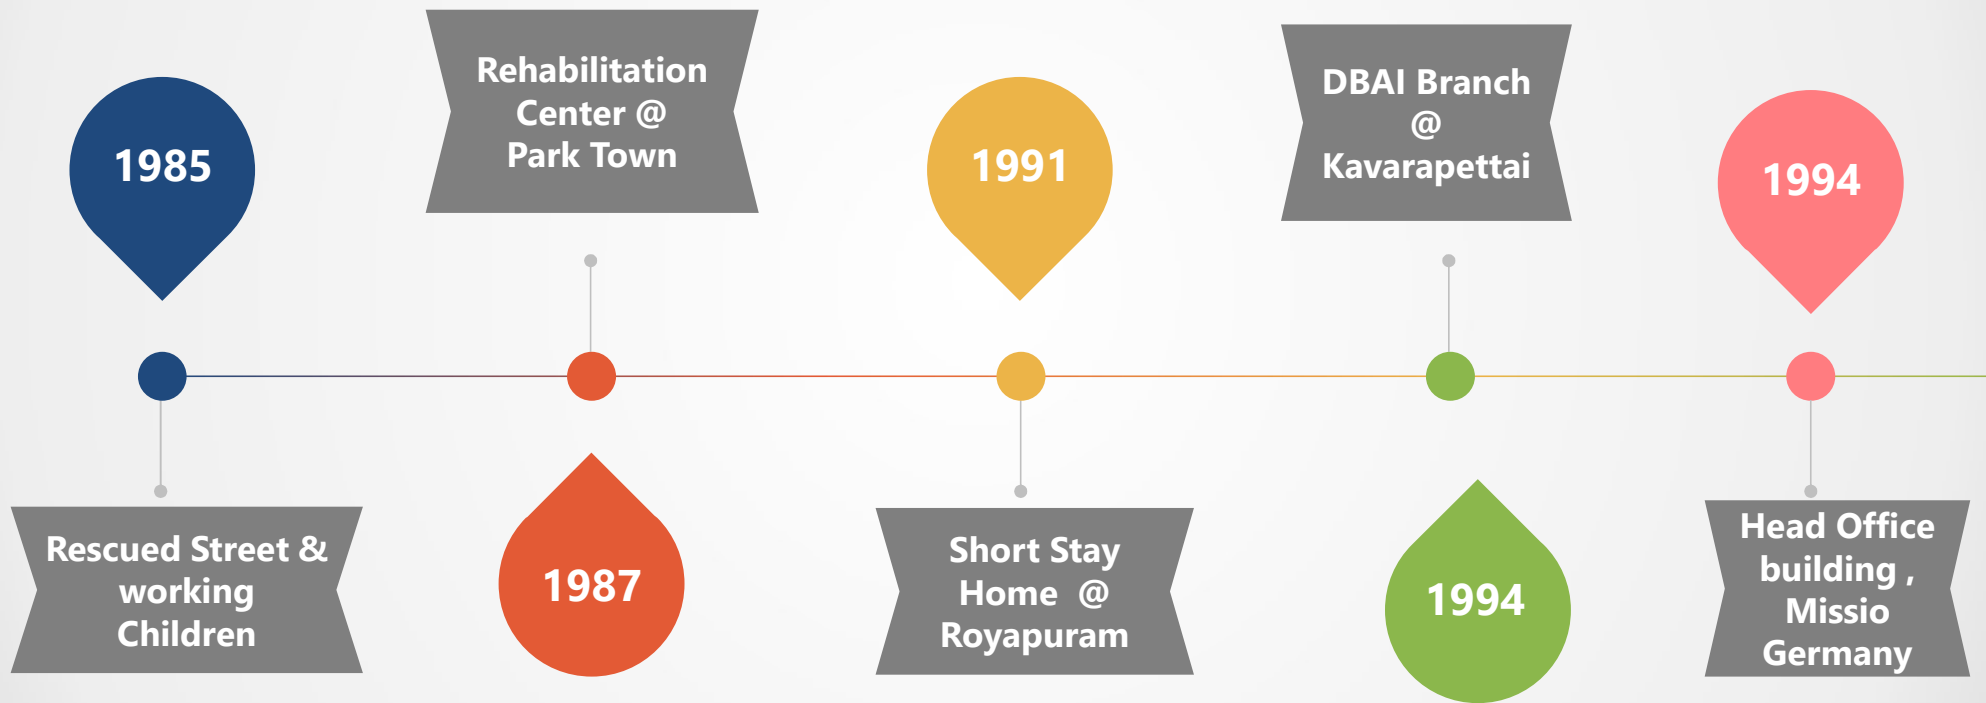 1985
Rescued Street &
working
Children
Rehabilitation
Center @
Park Town
1987
1991
Short Stay
Home @
Royapuram
DBAI Branch
@
Kavarapettai
1994
1994
Head Office
building ,
Missio
Germany